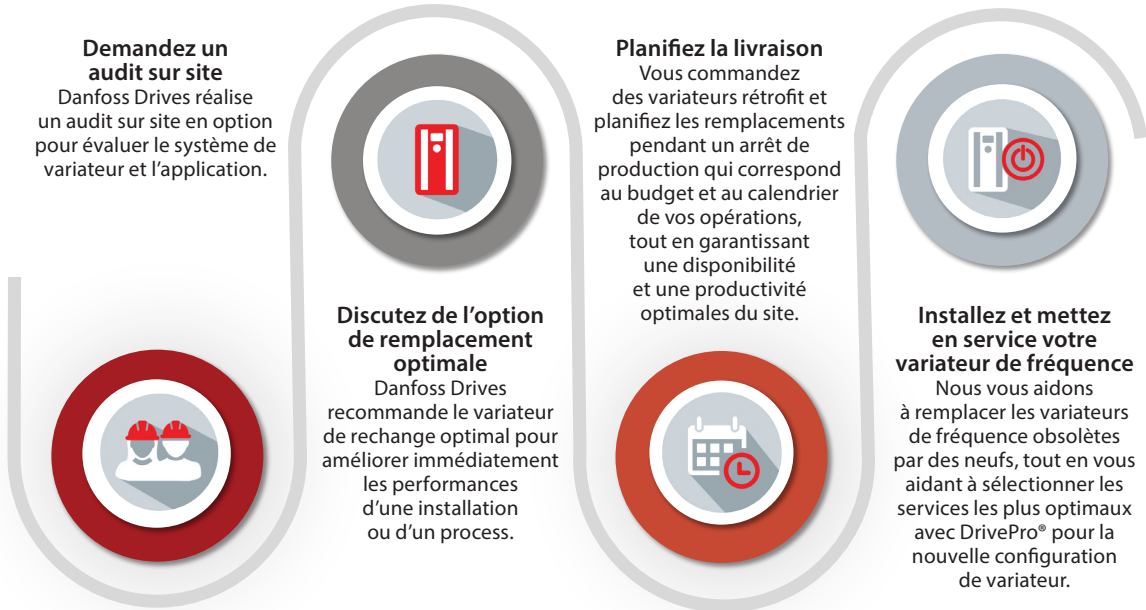 Demandez un
audit sur site
Danfoss Drives réalise
un audit sur site en option
pour évaluer le système de
variateur et l'application.
Discutez de l'option
de remplacement
optimale
Danfoss Drives
recommande le variateur
de rechange optimal pour
améliorer immédiatement
les performances
d'une installation
ou d'un process.
Planifiez la livraison
Vous commandez
des variateurs rétrofit et
planifiez les remplacements
pendant un arrêt de
production qui correspond
au budget et au calendrier
de vos opérations,
tout en garantissant
une disponibilité
et une productivité
optimales du site.
Installez et mettez
en service votre
variateur de fréquence
Nous vous aidons
à remplacer les variateurs
de fréquence obsolètes
par des neufs, tout en vous
aidant à sélectionner les
services les plus optimaux
avec DrivePro® pour la
nouvelle configuration
de variateur.